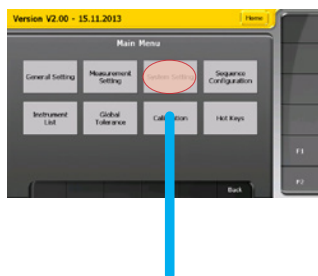 Version V2.00 - 15.11.2013 Home
Main Menu
General Setting
Measurement
Setting
System Setting
Sequence
Configuration
Instrument
List
Global
Tolerance
Hot Keys
Back
F1
F2